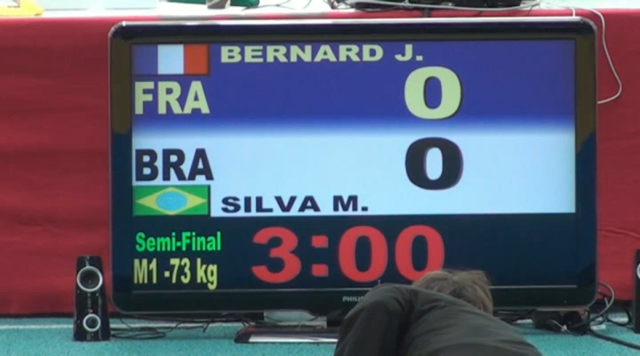 BERNARD J.
FRA 0
BRA 0
SILVA M.
Semi-Final
M1 -73 kg
3:00
PHILIPS